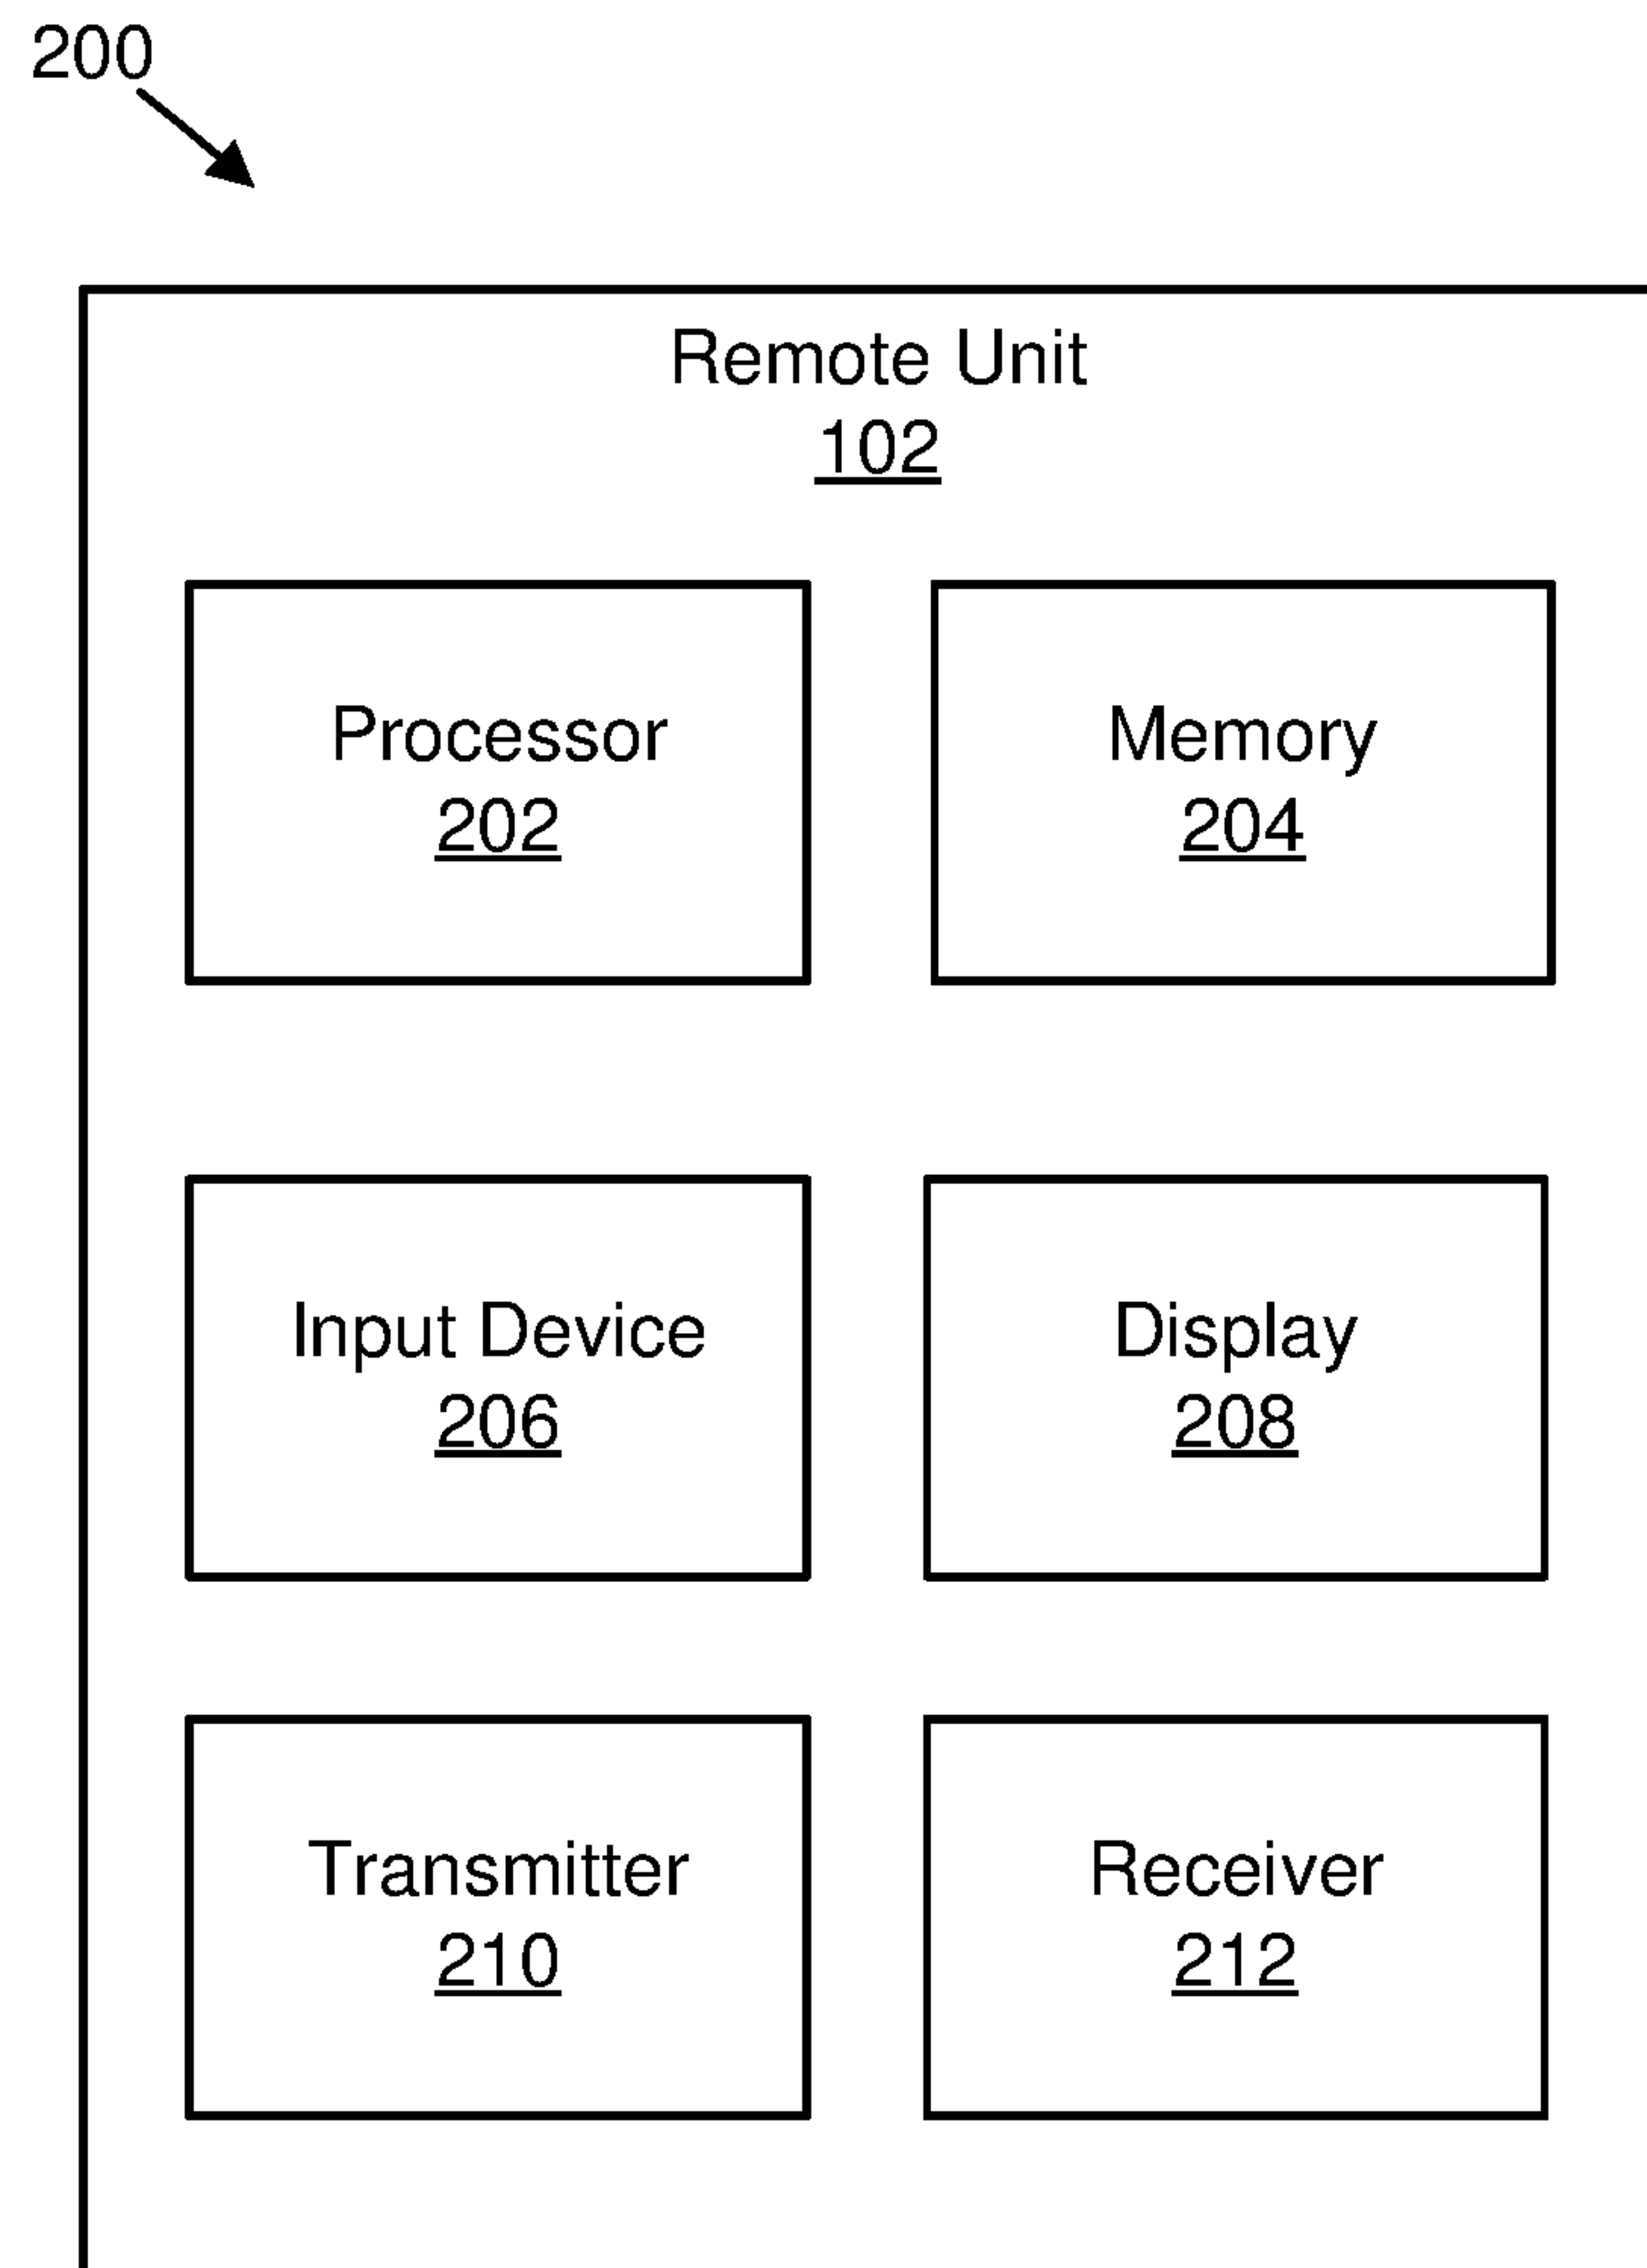 200
Remote Unit
102
Processor
202
Memory
204
Input Device
206
Display
208
Transmitter
210
Receiver
212